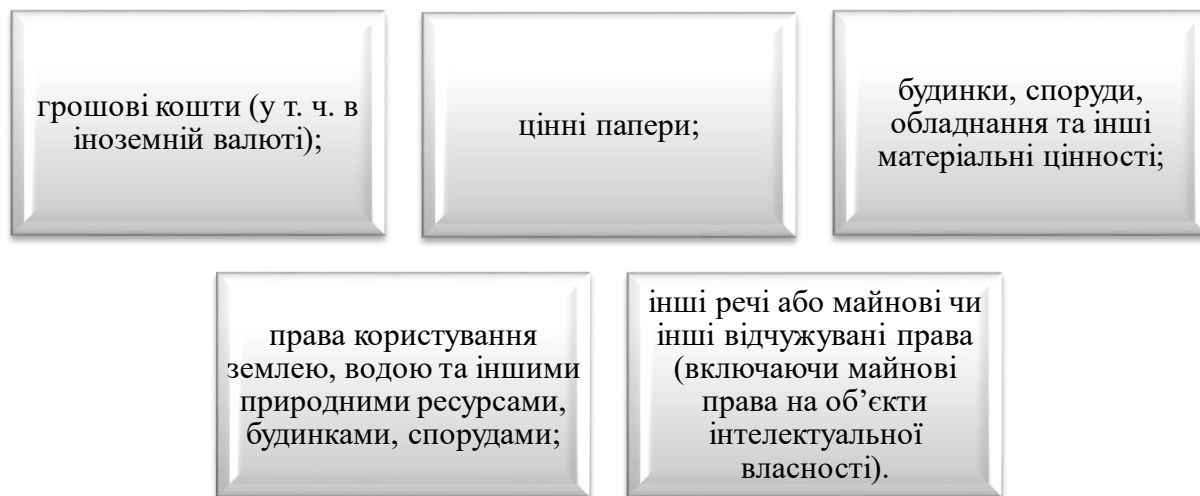 грошові кошти (у т. ч. в
іноземній валюті);
цінні папери;
будинки, споруди,
обладнання та інші
матеріальні цінності;
права користування
землею, водою та іншими
природними ресурсами,
будинками, спорудами;
інші речі або майнові чи
інші відчужувані права
(включаючи майнові
права на об’єкти
інтелектуальної
власності).